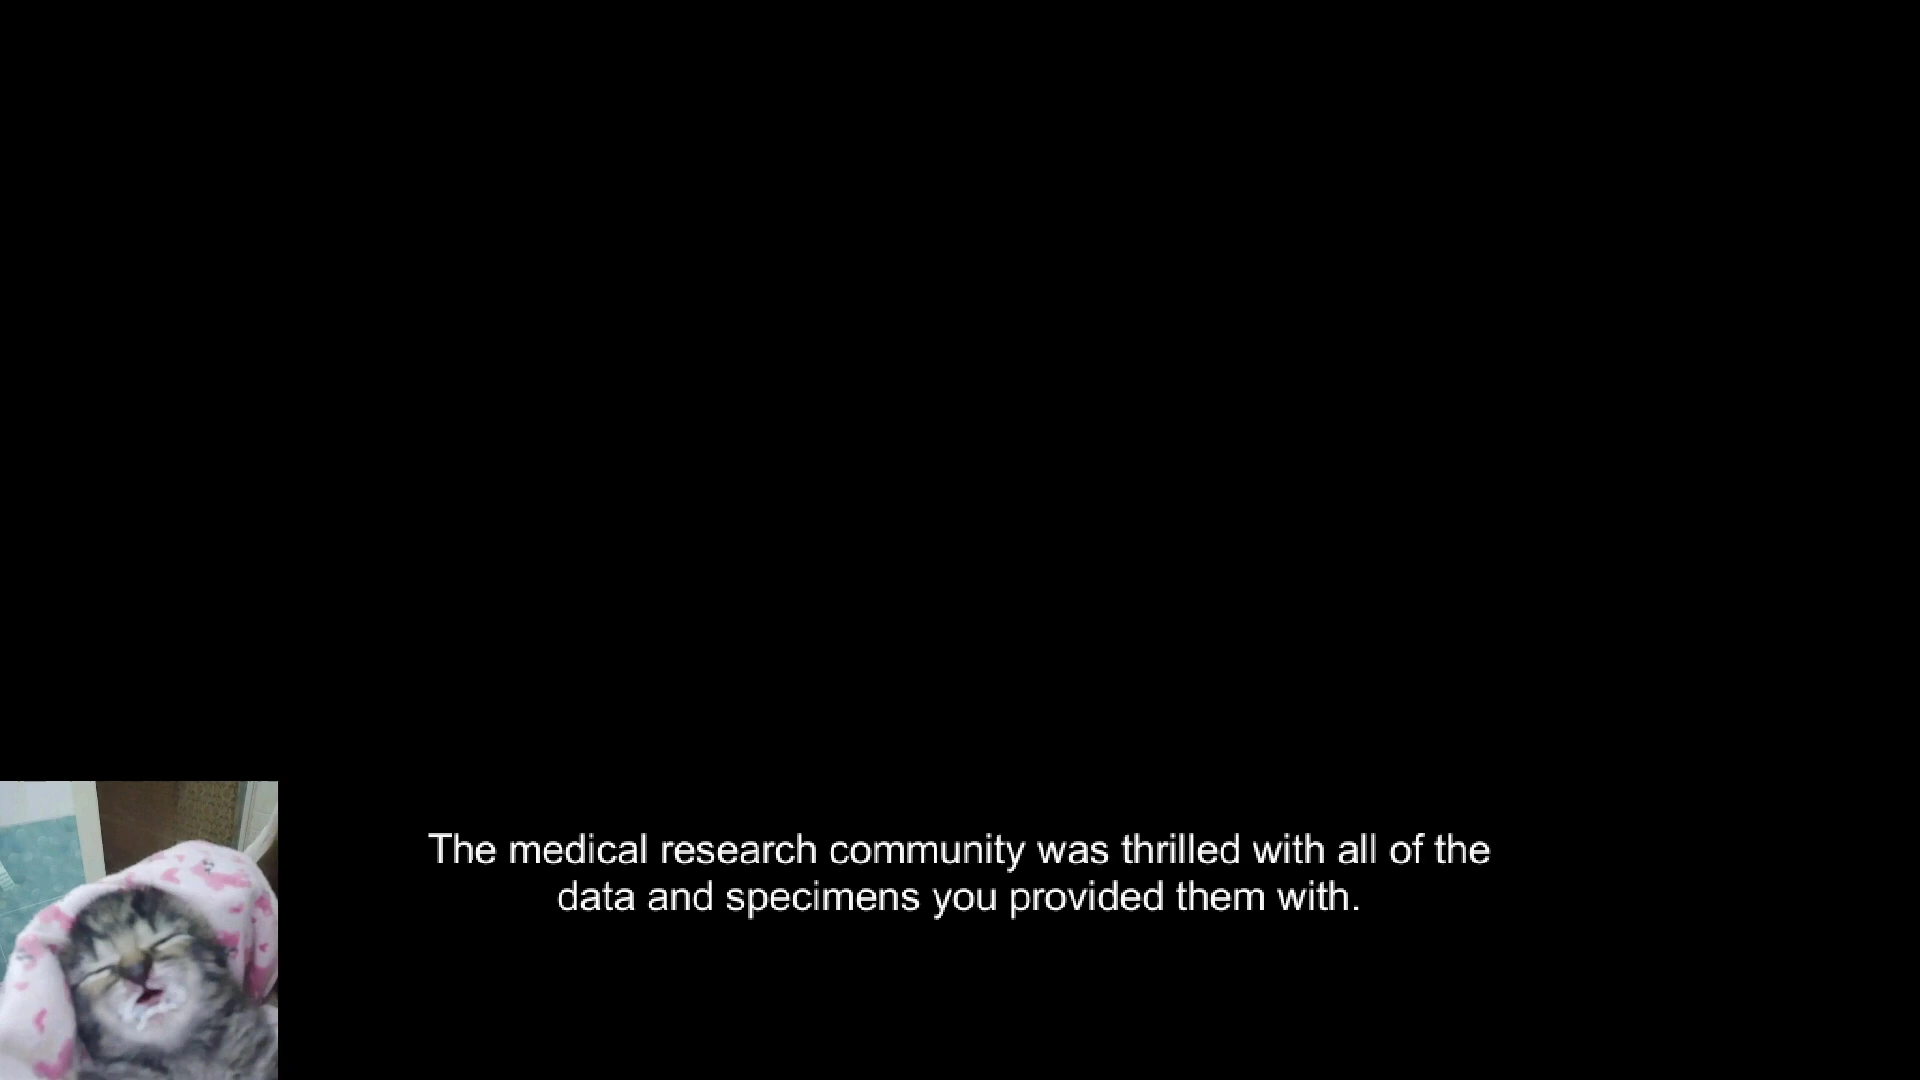 The medical research community was thrilled with all of the
data and specimens you provided them with.